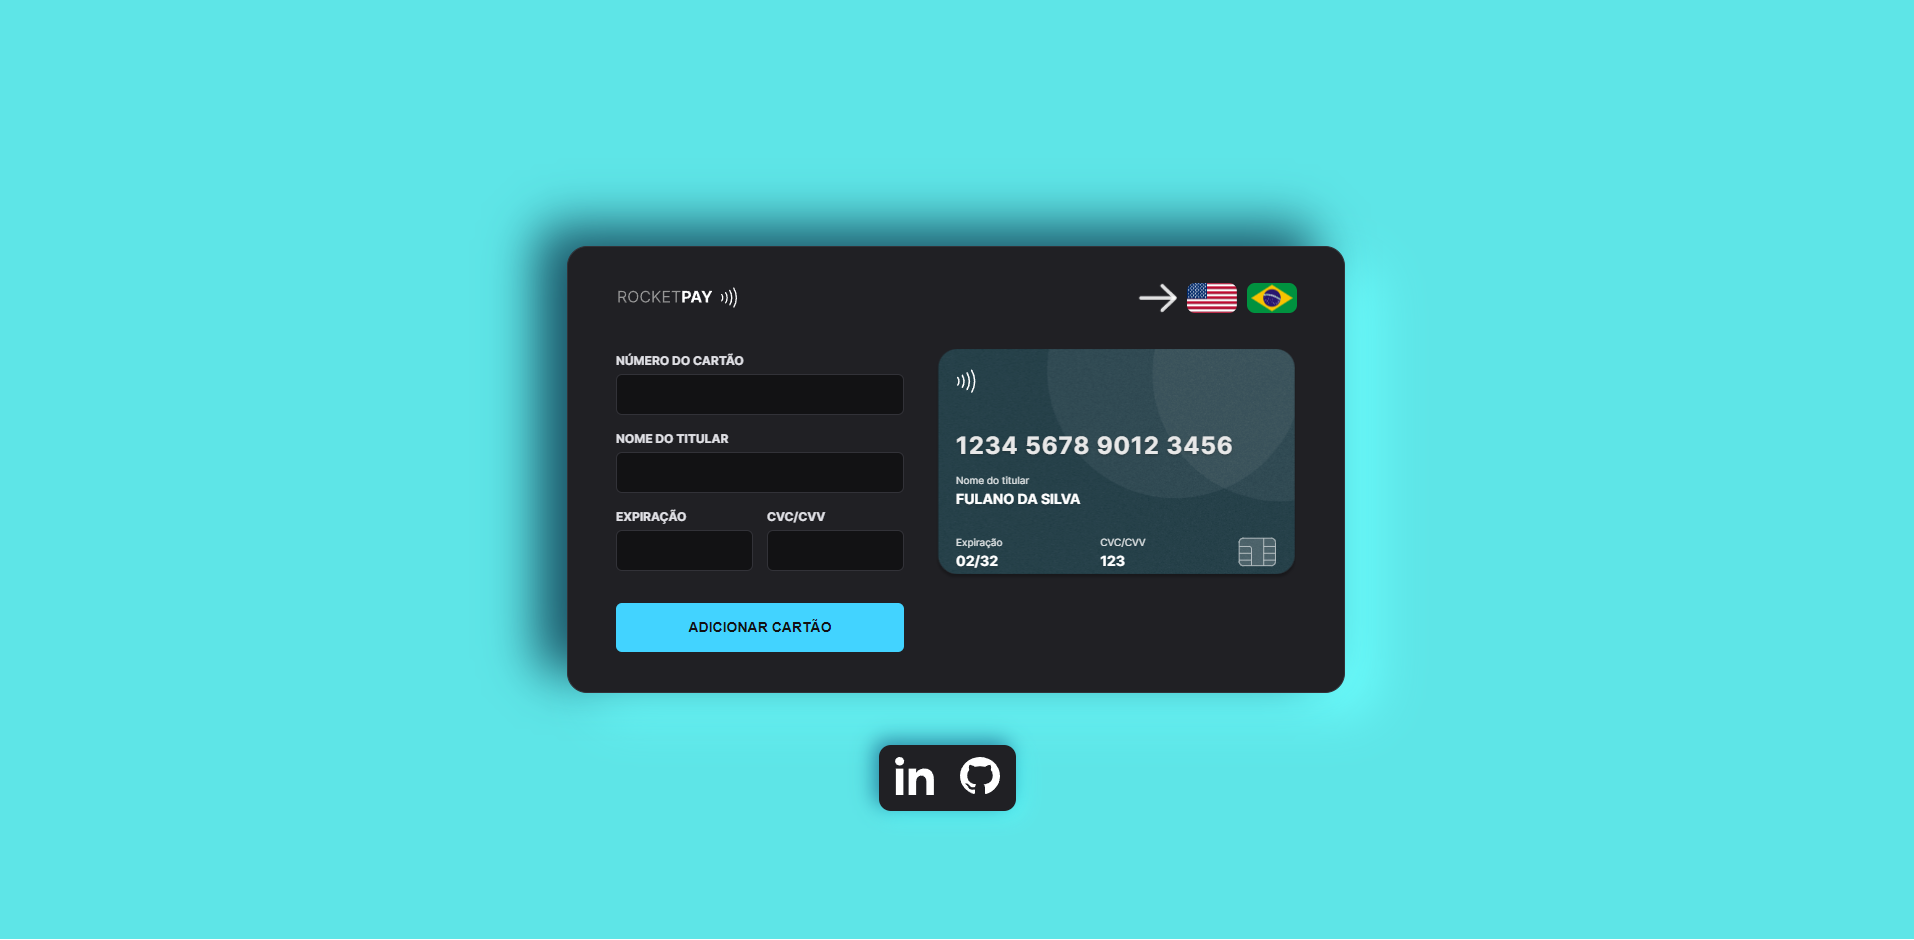 ROCKETPAY
NÚMERO DO CARTÃO
NOME DO TITULAR
EXPIRAÇÃO CVC/CVV
ADICIONAR CARTÃO
1234 5678 9012 3456
Nome do titular
FULANO DA SILVA
Expiração CVC/CVV
02/32 123
in